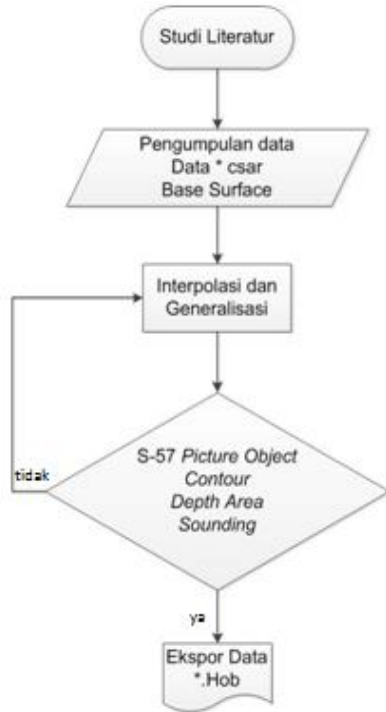 Studi Literatur
Pengumpulan data
Data * csar
Base Surface
Interpolasi dan
Generalisasi
S-57 Picture Object
Contour
Depth Area
Sounding
tidak
ya
Ekspor Data
*.Hob